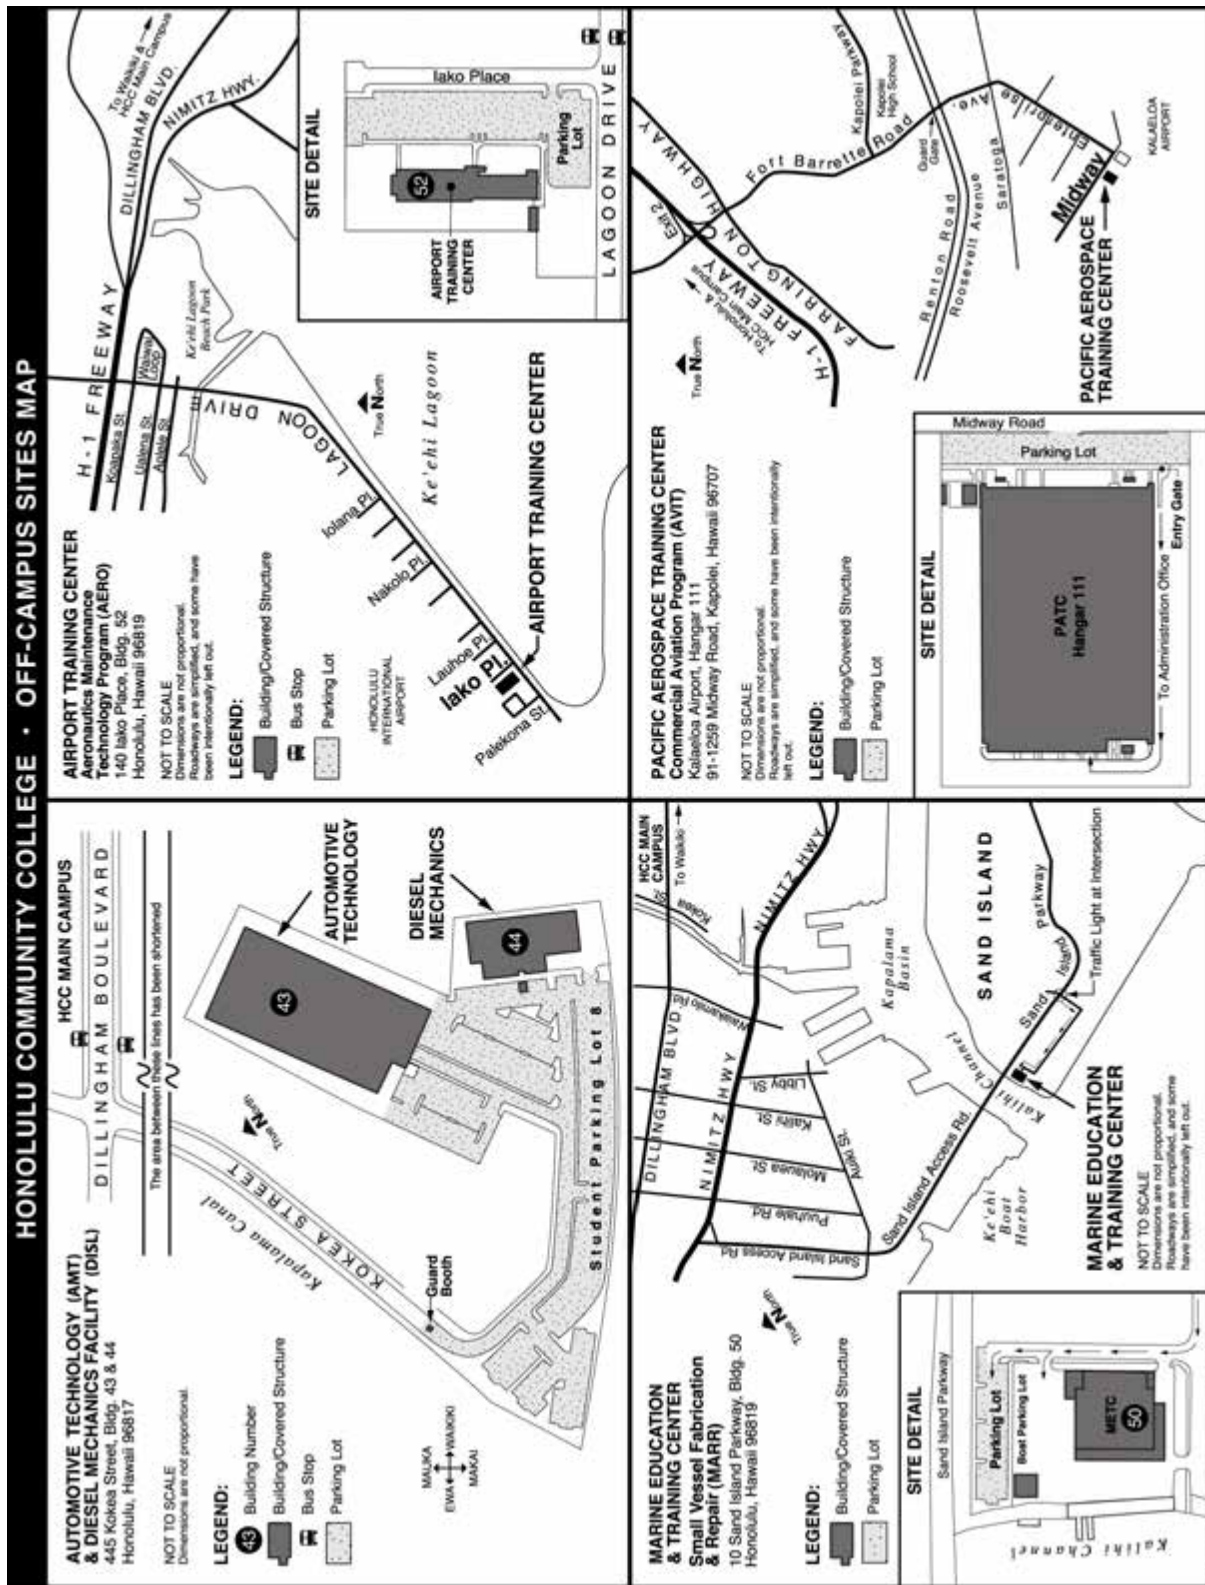 HONOLULU COMMUNITY COLLEGE • OFF-CAMPUS SITES MAP
AUTOMOTIVE TECHNOLOGY (AMT)
& DIESEL MECHANICS FACILITY (DISL)
445 Kokea Street, Bldg. 43 & 44
Honolulu, Hawaii 96817
NOT TO SCALE
Dimensions are not proportional.
LEGEND:
43 Building Number
Building/Covered Structure
Bus Stop
Parking Lot
MAUKA
EWA WAIKIKI
MAKAI
HCC MAIN CAMPUS
DILLINGHAM BOULEVARD
The area between these lines has been shortened
True North
KOKEA STREET
Kapalama Canal
Guard
Booth
43
AUTOMOTIVE
TECHNOLOGY
DIESEL
MECHANICS
44
Student Parking Lot 8
AIRPORT TRAINING CENTER
Aeronautics Maintenance
Technology Program (AERO)
140 Iako Place, Bldg. 52
Honolulu, Hawaii 96819
NOT TO SCALE
Dimensions are not proportional.
Roadways are simplified, and some have
been intentionally left out.
LEGEND:
Building/Covered Structure
Bus Stop
Parking Lot
HONOLULU
INTERNATIONAL
AIRPORT
H-1 FREEWAY
To Waikiki &
HCC Main Campus
DILLINGHAM BLVD.
NIMITZ HWY.
Koapaka St.
Ualena St.
Aolele St.
Waiwai
Loop
Ke'ehi Lagoon
Beach Park
LAGOON DRIVE
True North
Ke'ehi Lagoon
Iolana Pl.
Nakolo Pl.
Lauhoe Pl.
Iako Pl.
Palekona St.
AIRPORT TRAINING CENTER
SITE DETAIL
Iako Place
Parking
Lot
52
AIRPORT
TRAINING
CENTER
LAGOON DRIVE
MARINE EDUCATION
& TRAINING CENTER
Small Vessel Fabrication
& Repair (MARR)
10 Sand Island Parkway, Bldg. 50
Honolulu, Hawaii 96819
LEGEND:
Building/Covered Structure
Parking Lot
True North
HCC MAIN
CAMPUS
To Waikiki
Kokea St.
DILLINGHAM BLVD
NIMITZ HWY
NIMITZ HWY
Waiakamilo Rd.
Libby St.
Kalihi St.
Molauea St.
Puuhale Rd.
Auiki St.
Sand Island Access Rd.
Sand Island Access Rd.
Kapalama
Basin
Kalihi Channel
Ke'ehi
Boat
Harbor
SAND ISLAND
Sand Island Parkway
Traffic Light at Intersection
MARINE EDUCATION
& TRAINING CENTER
NOT TO SCALE
Dimensions are not proportional.
Roadways are simplified, and some
have been intentionally left out.
SITE DETAIL
Sand Island Parkway
Parking Lot
Boat Parking Lot
METC
50
Kalihi Channel
PACIFIC AEROSPACE TRAINING CENTER
Commercial Aviation Program (AVIT)
Kalaeloa Airport, Hangar 111
91-1259 Midway Road, Kapolei, Hawaii 96707
NOT TO SCALE
Dimensions are not proportional.
Roadways are simplified, and some have been intentionally
left out.
LEGEND:
Building/Covered Structure
Parking Lot
True North
To Honolulu &
HCC Main Campus
H-1 FREEWAY
Exit 2
FARRINGTON HIGHWAY
Fort Barrette Road
Kapolei Parkway
Kapolei
High School
Guard
Gate
Enterprise Ave.
Renton Road
Roosevelt Avenue
Saratoga
Midway
KALAELOA
AIRPORT
PACIFIC AEROSPACE
TRAINING CENTER
SITE DETAIL
Midway Road
Parking Lot
PATC
Hangar 111
Entry Gate
To Administration Office